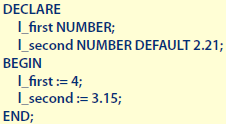 DECLARE
l_first NUMBER;
l_second NUMBER DEFAULT 2.21;
BEGIN
l_first := 4;
l_second := 3.15;
END;